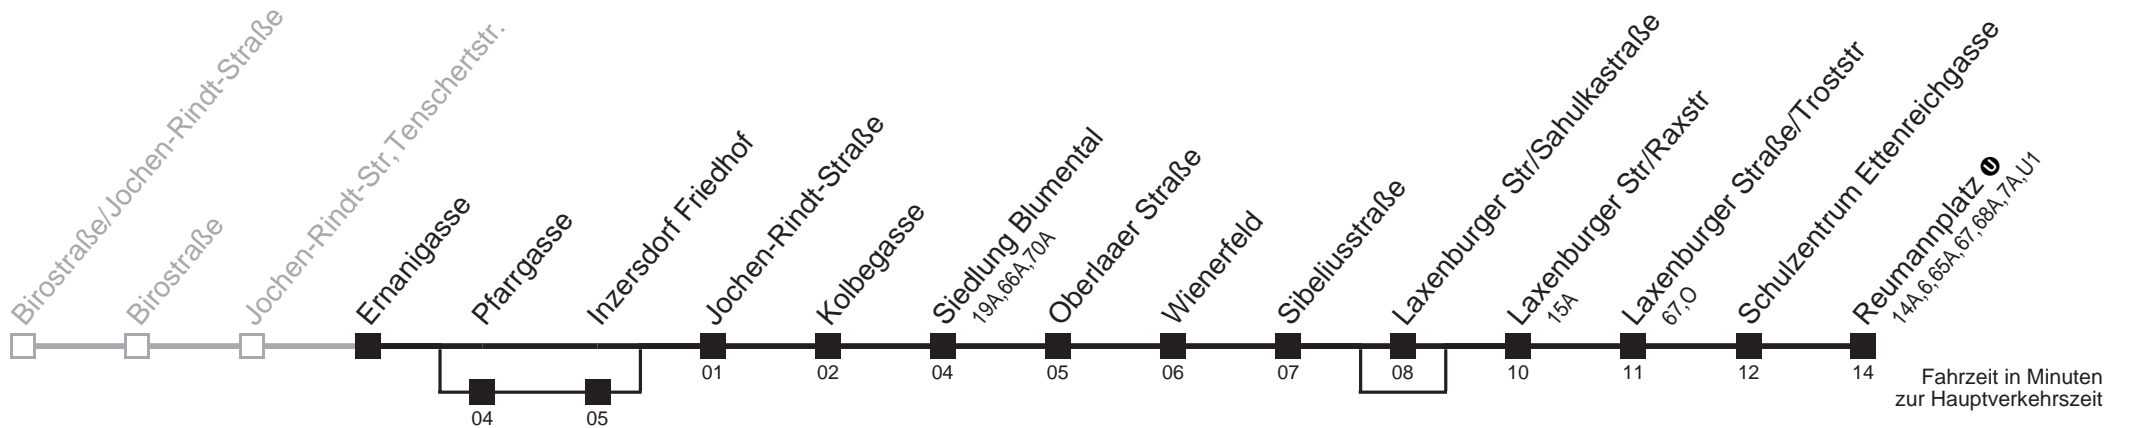 Birostraße/Jochen-Rindt-Straße
Birostraße
Jochen-Rindt-Str,Tenschertstr.
Ernanigasse
Pfarrgasse
Inzersdorf Friedhof
Jochen-Rindt-Straße
Kolbegasse
Siedlung Blumental
19A,66A,70A
Oberlaaer Straße
Wienerfeld
Sibeliusstraße
Laxenburger Str/Sahulkastraße
Laxenburger Str/Raxstr
15A
Laxenburger Straße/Troststr
67,O
Schulzentrum Ettenreichgasse
Reumannplatz U
14A,6,65A,67,68A,7A,U1
01 02 04 05 06 07 08 10 11 12 14
04 05
Fahrzeit in Minuten
zur Hauptverkehrszeit